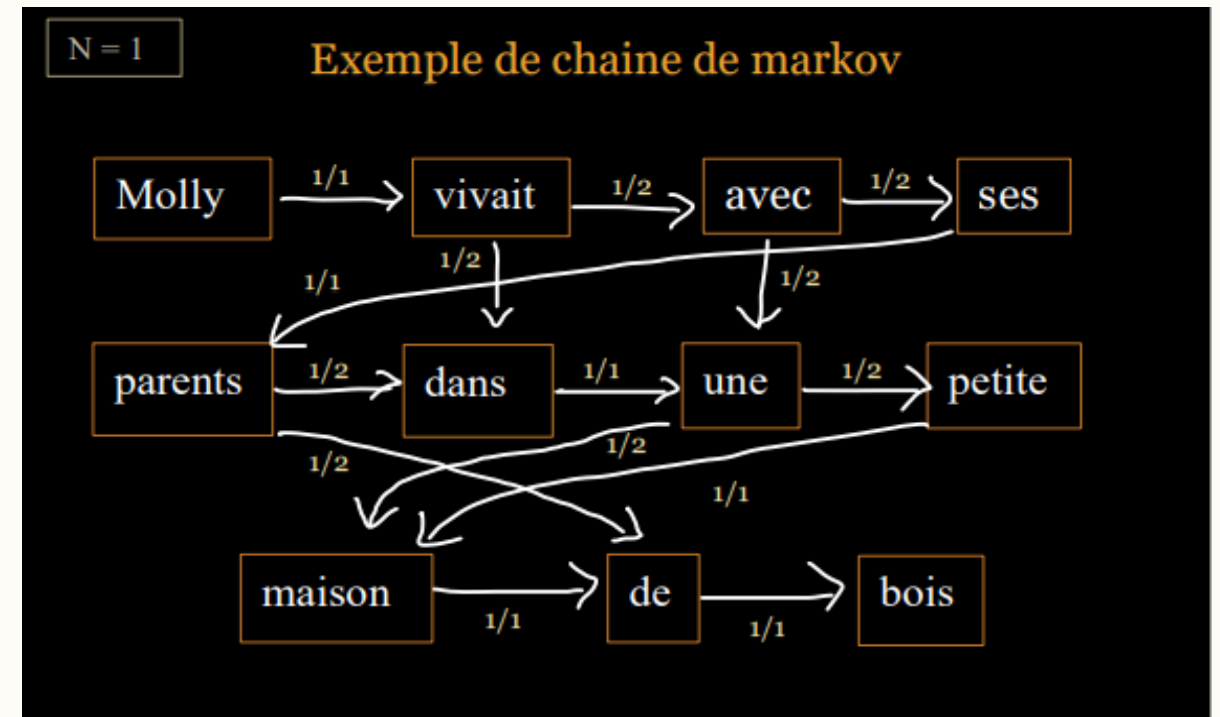 N = 1
Exemple de chaine de markov
Molly 1/1 vivait 1/2 avec 1/2 ses
1/2
1/2
1/1
parents 1/2 dans 1/1 une 1/2 petite
1/2
1/2
1/1
maison 1/1 de 1/1 bois